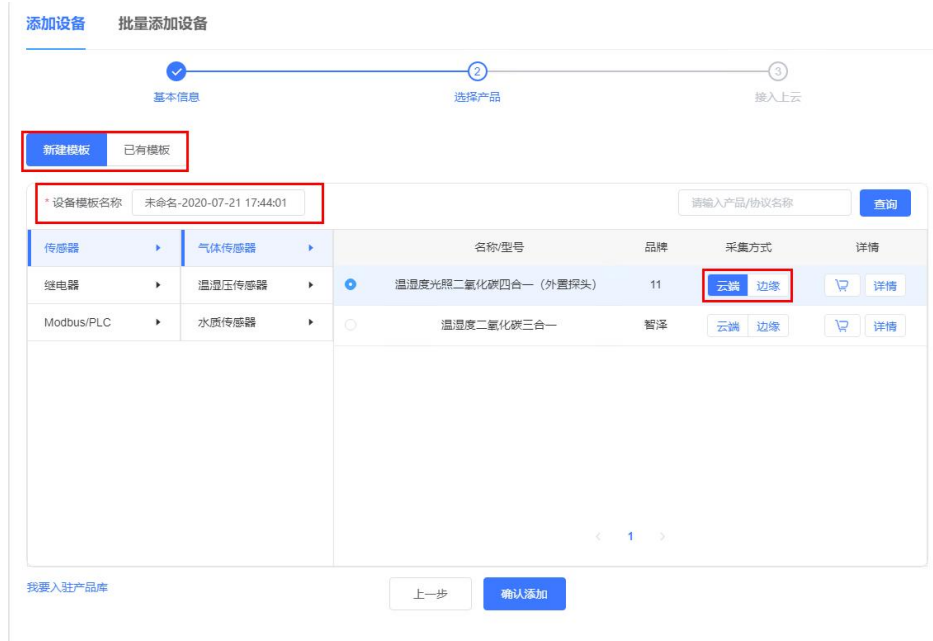 添加设备 批量添加设备
2 3
基本信息 选择产品 接入上云
新建模板 已有模板
* 设备模板名称 未命名-2020-07-21 17:44:01 请输入产品/协议名称 查询
传感器 气体传感器 名称/型号 品牌 采集方式 详情
继电器 温湿压传感器 温湿度光照二氧化碳四合一（外置探头） 11 云端 边缘 详情
Modbus/PLC 水质传感器 温湿度二氧化碳三合一 智泽 云端 边缘 详情
< 1 >
我要入驻产品库 上一步 确认添加